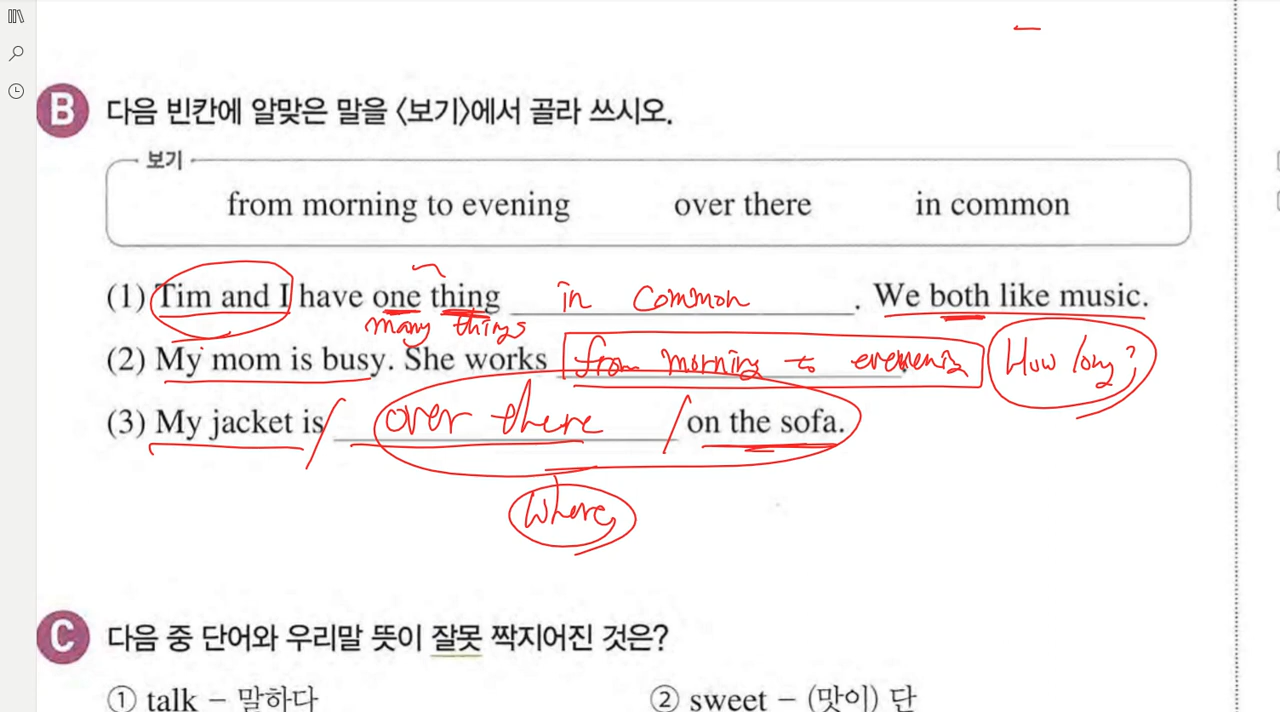 B 다음 빈칸에 알맞은 말을 〈보기〉에서 골라 쓰시오.
보기
from morning to evening over there in common
(1) Tim and I have one thing in common. We both like music.
many things
(2) My mom is busy. She works from morning to evening How long?
(3) My jacket is / over there / on the sofa.
Where
C 다음 중 단어와 우리말 뜻이 잘못 짝지어진 것은?
① talk – 말하다 ② sweet – (맛이) 단